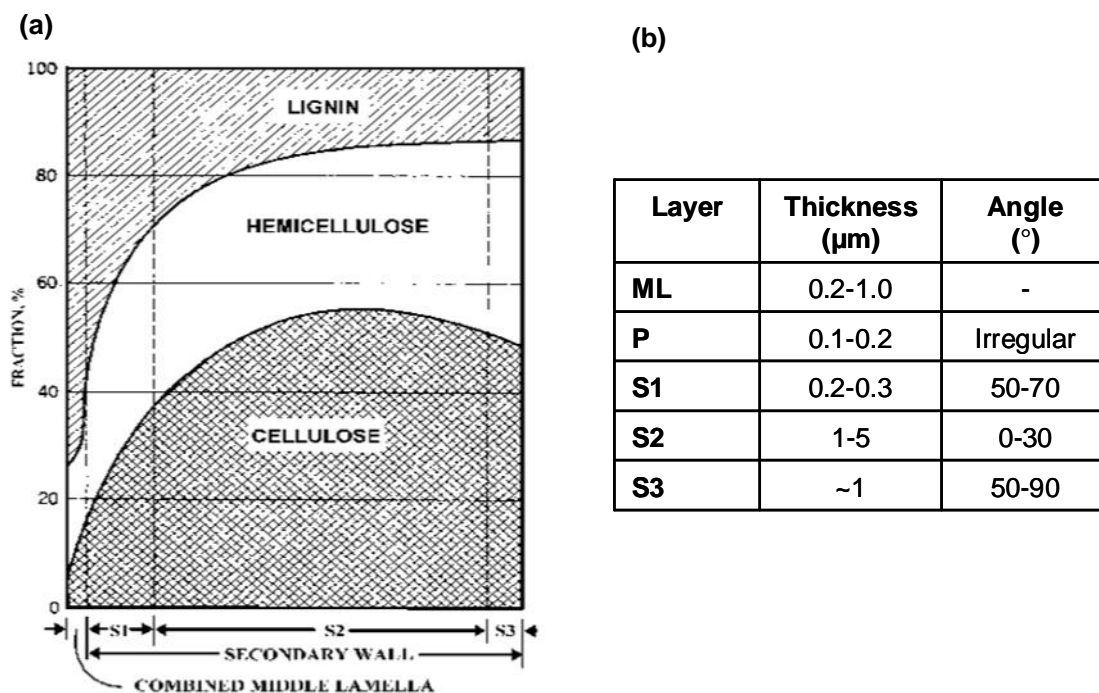 (a)
100
80
60
40
20
0
FRACTION, %
LIGNIN
HEMICELLULOSE
CELLULOSE
S1
S2
S3
SECONDARY WALL
COMBINED MIDDLE LAMELLA
(b)
Layer Thickness (µm) Angle (°)
ML 0.2-1.0 -
P 0.1-0.2 Irregular
S1 0.2-0.3 50-70
S2 1-5 0-30
S3 ~1 50-90